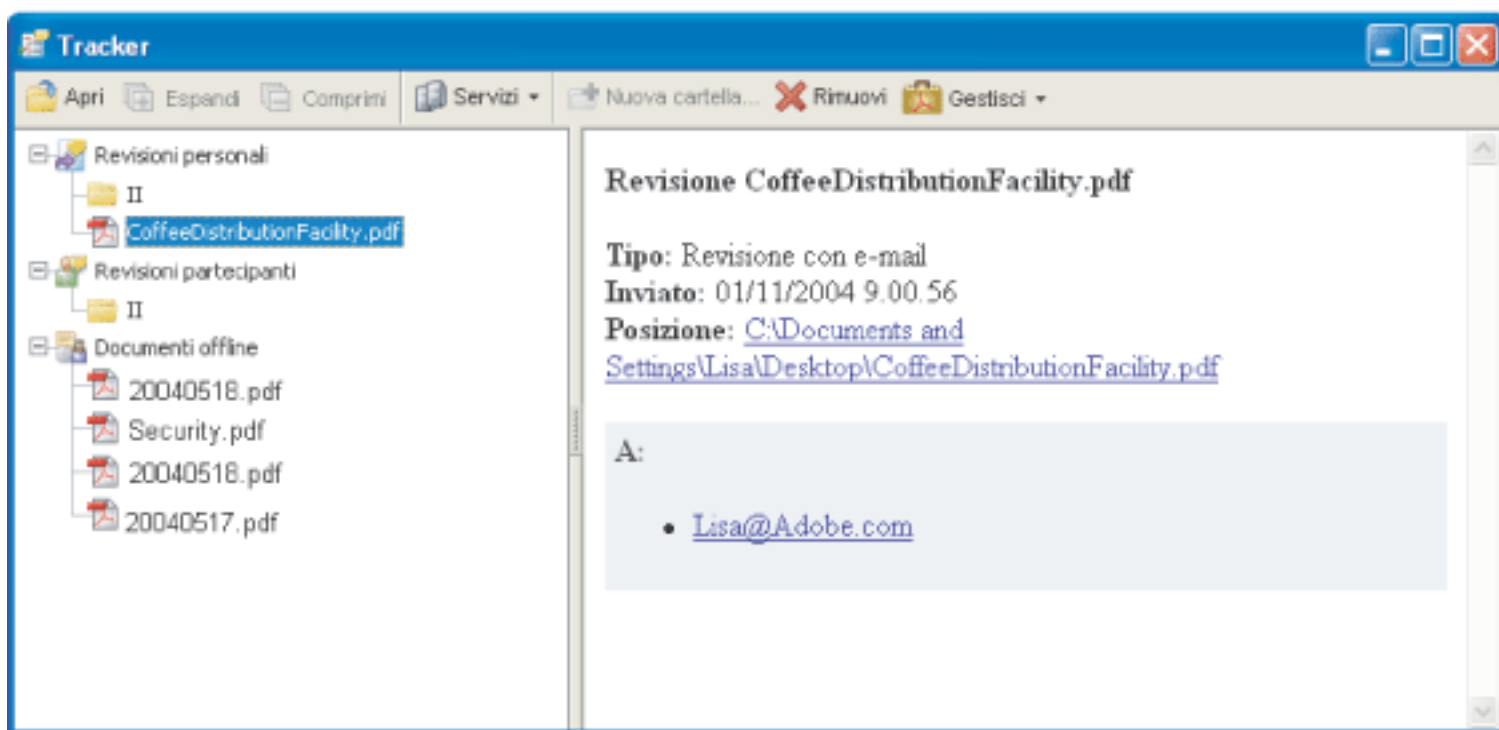 Tracker
Apri Espandi Comprimi Servizi Nuova cartella... Rimuovi Gestisci
Revisioni personali
II
CoffeeDistributionFacility.pdf
Revisioni partecipanti
II
Documenti offline
20040518.pdf
Security.pdf
20040518.pdf
20040517.pdf
Revisione CoffeeDistributionFacility.pdf
Tipo: Revisione con e-mail
Inviato: 01/11/2004 9.00.56
Posizione: C:\Documents and
Settings\Lisa\Desktop\CoffeeDistributionFacility.pdf
A:
• Lisa@Adobe.com